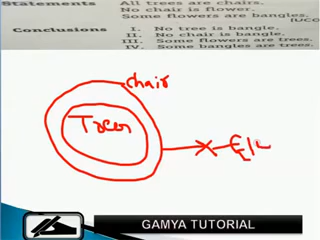 Statements All trees are chairs.
No chair is flower.
Some flowers are bangles.
(UCO
Conclusions I. No tree is bangle.
II. No chair is bangle.
III. Some flowers are trees.
IV. Some bangles are trees.
chair
Trees
GAMYA TUTORIAL